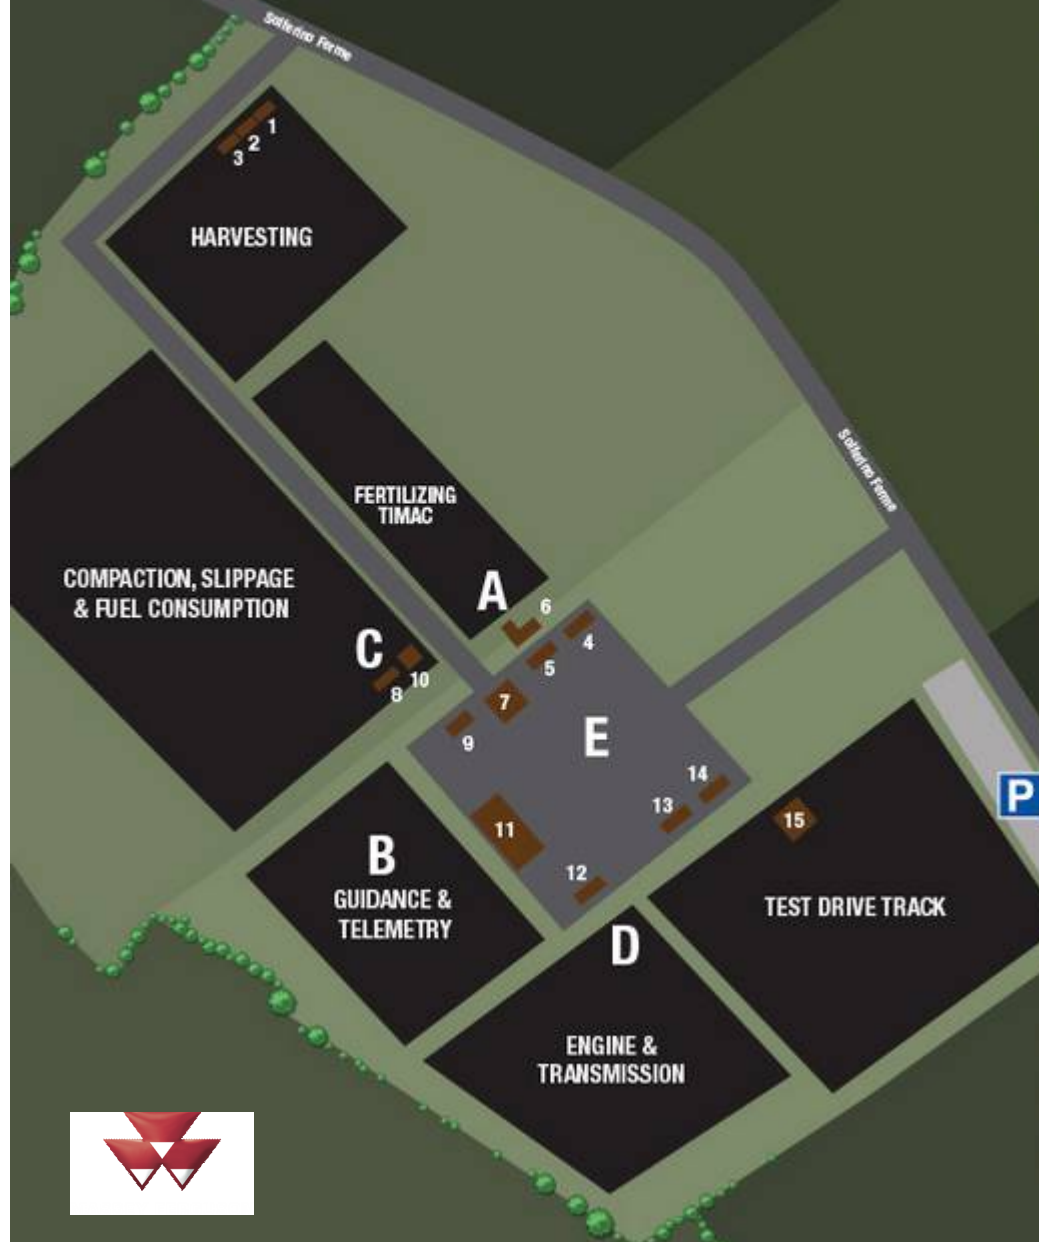 Solferino Ferme
1
2
3
HARVESTING
Solferino Ferme
FERTILIZING
TIMAC
COMPACTION, SLIPPAGE
& FUEL CONSUMPTION
A
6
4
C
5
10
8
7
9
E
14
13
15
11
B
12
GUIDANCE &
TELEMETRY
P
TEST DRIVE TRACK
D
ENGINE &
TRANSMISSION